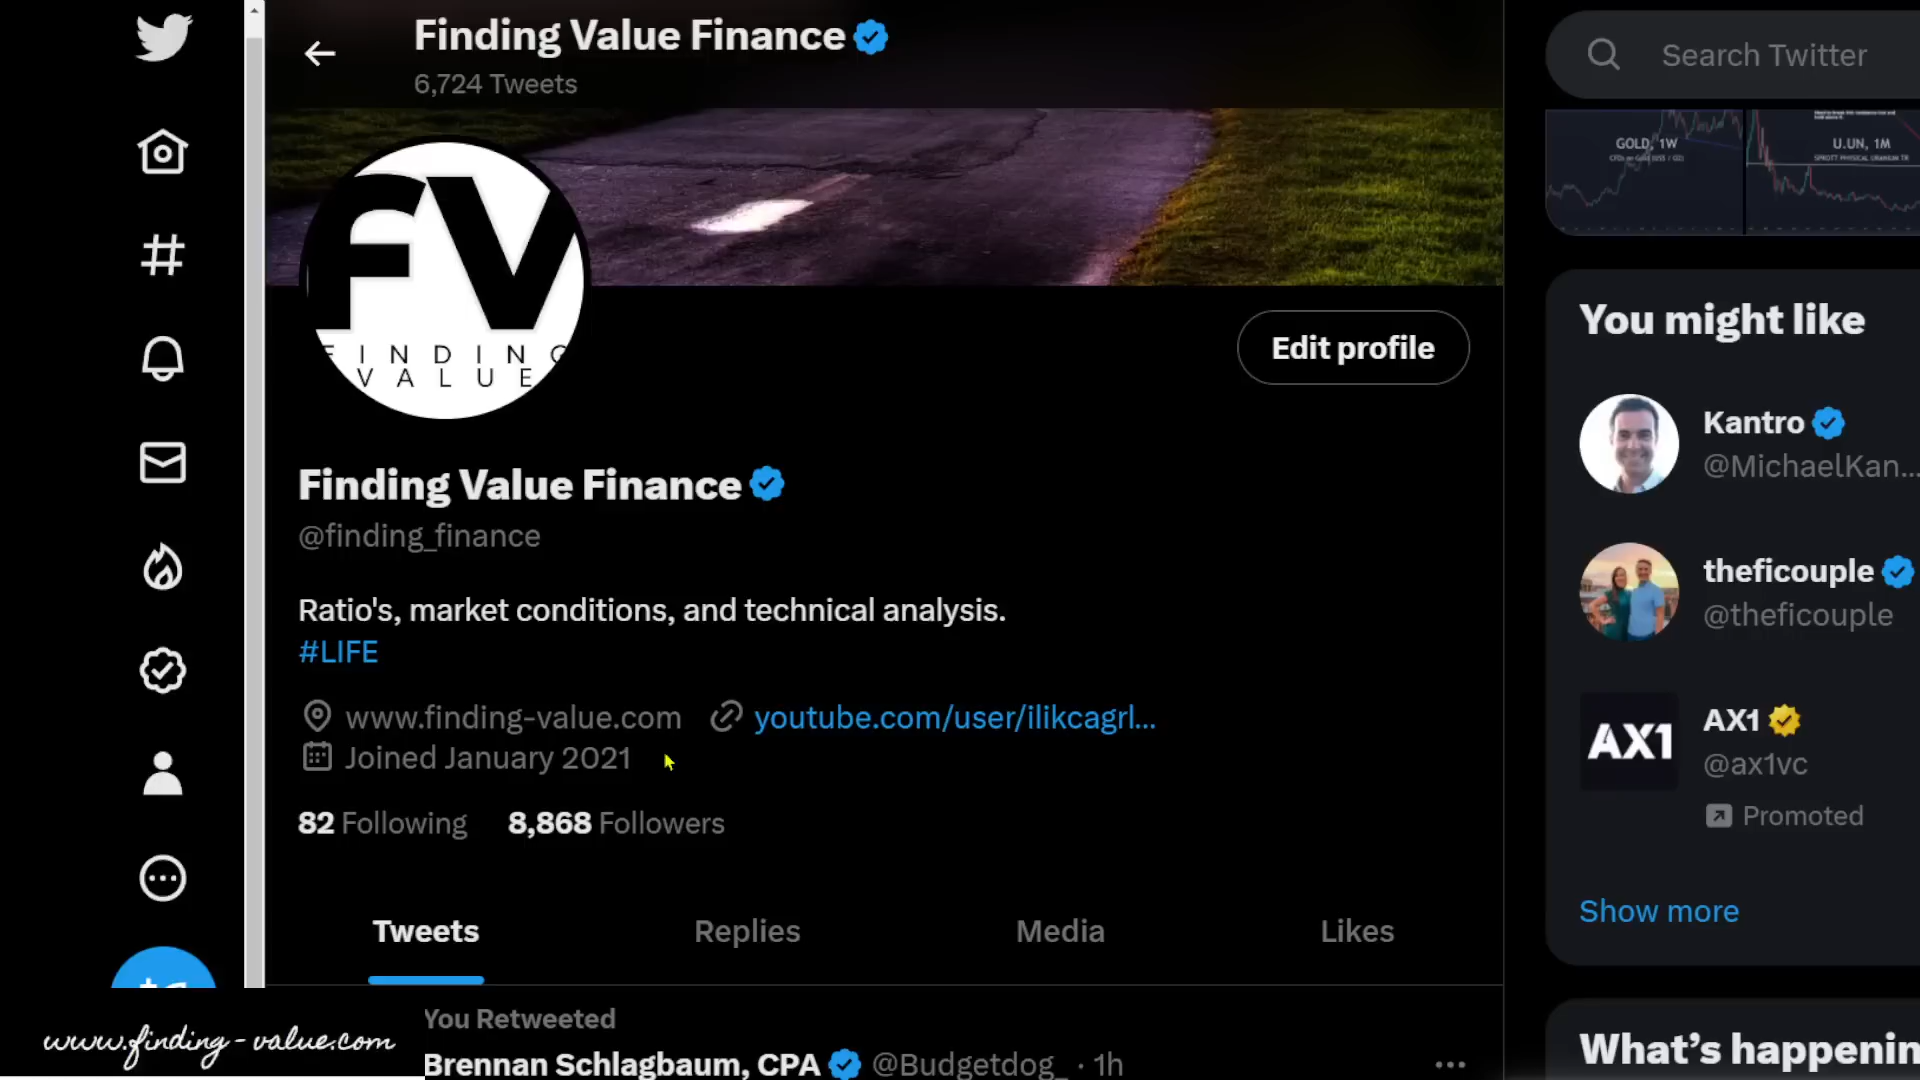 Finding Value Finance
6,724 Tweets
Search Twitter
GOLD, 1W
U.UN, 1M
FV
FINDING
VALUE
Edit profile
Finding Value Finance
@finding_finance
Ratio's, market conditions, and technical analysis.
#LIFE
www.finding-value.com youtube.com/user/ilikcagrl...
Joined January 2021
82 Following 8,868 Followers
Tweets Replies Media Likes
You Retweeted
Brennan Schlagbaum, CPA @Budgetdog_ · 1h
www.finding-value.com
You might like
Kantro
@MichaelKan...
theficouple
@theficouple
AX1
AX1
@ax1vc
Promoted
Show more
What's happenin